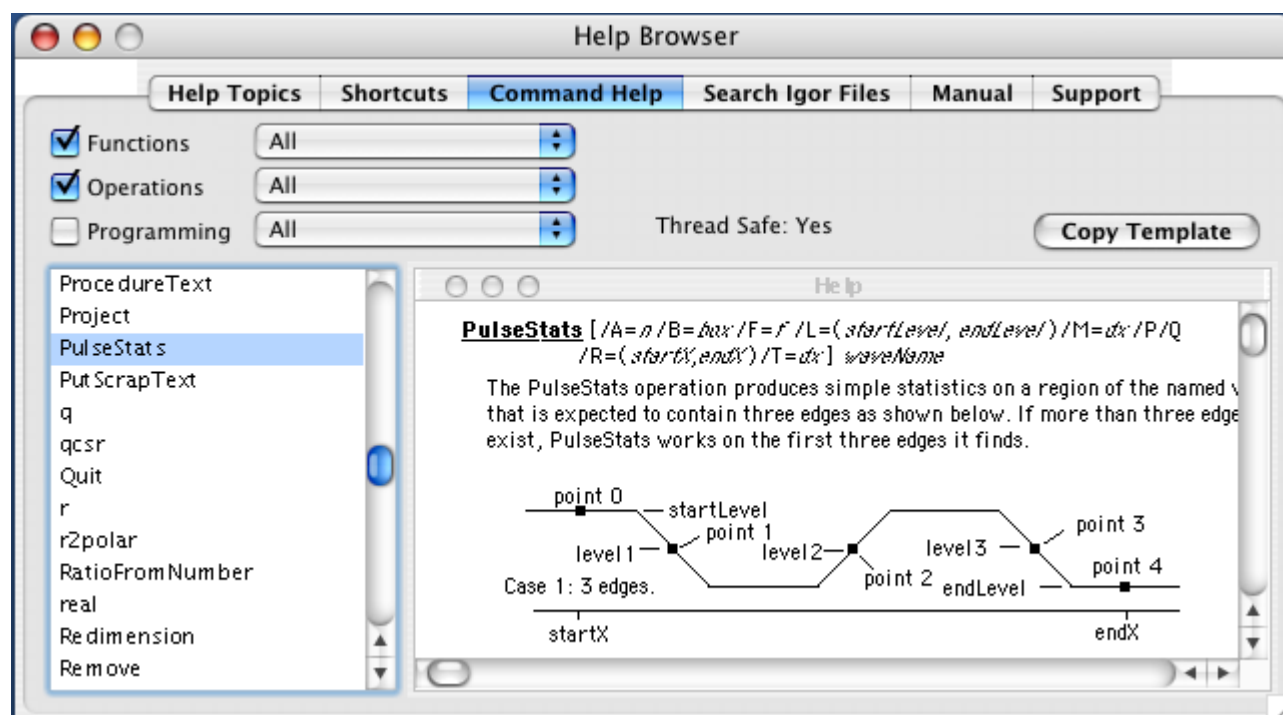 Help Browser
Help Topics Shortcuts Command Help Search Igor Files Manual Support
Functions All
Operations All
Programming All
Thread Safe: Yes
Copy Template
ProcedureText
Project
PulseStats
PutScrapText
q
qcsr
Quit
r
r2polar
RatioFromNumber
real
Redimension
Remove
Help
PulseStats [/A=n /B=box /F=f /L=(startLevel, endLevel) /M=dx /P/Q
/R=(startX,endX) /T=dx] waveName
The PulseStats operation produces simple statistics on a region of the named
that is expected to contain three edges as shown below. If more than three edge
exist, PulseStats works on the first three edges it finds.
point 0
startLevel
point 1
level1
level2
point 2
level3
point 3
point 4
endLevel
Case 1: 3 edges.
startX
endX